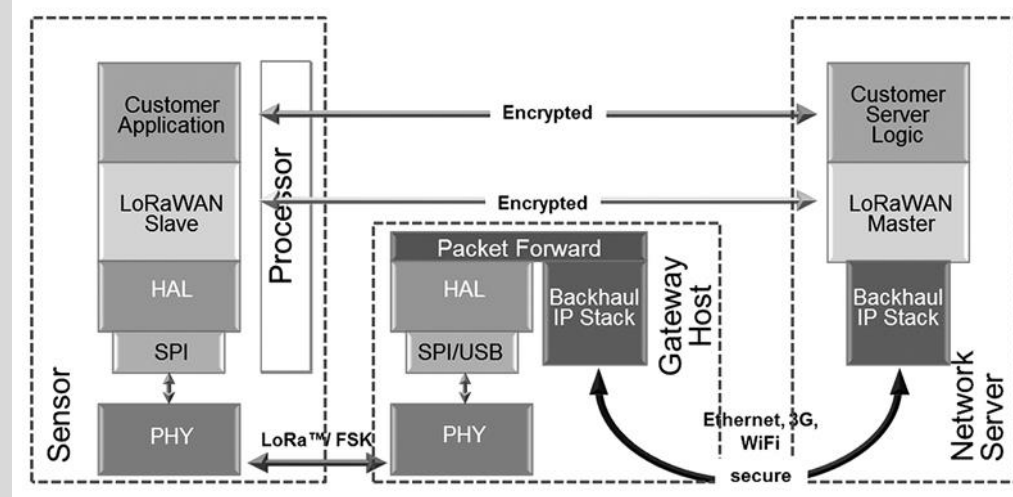 Customer
Application
LoRaWAN
Slave
HAL
SPI
PHY
Sensor
Processor
Encrypted
Encrypted
LoRa™/ FSK
Packet Forward
HAL
SPI/USB
PHY
Backhaul
IP Stack
Gateway
Host
Ethernet, 3G,
WiFi
secure
Customer
Server
Logic
LoRaWAN
Master
Backhaul
IP Stack
Network
Server